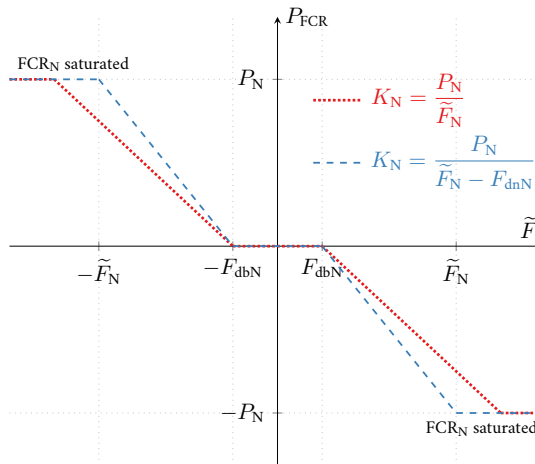 P_FCR
FCR_N saturated
P_N
K_N = P_N / F̃_N
K_N = P_N / (F̃_N − F_dnN)
F̃
−F̃_N
−F_dbN
F_dbN
F̃_N
−P_N
FCR_N saturated